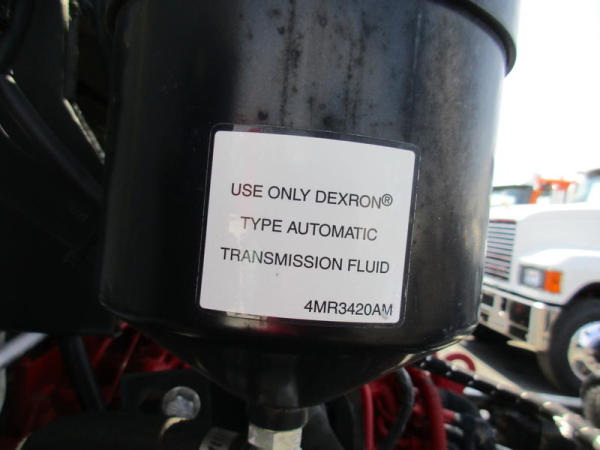 USE ONLY DEXRON®
TYPE AUTOMATIC
TRANSMISSION FLUID
4MR3420AM